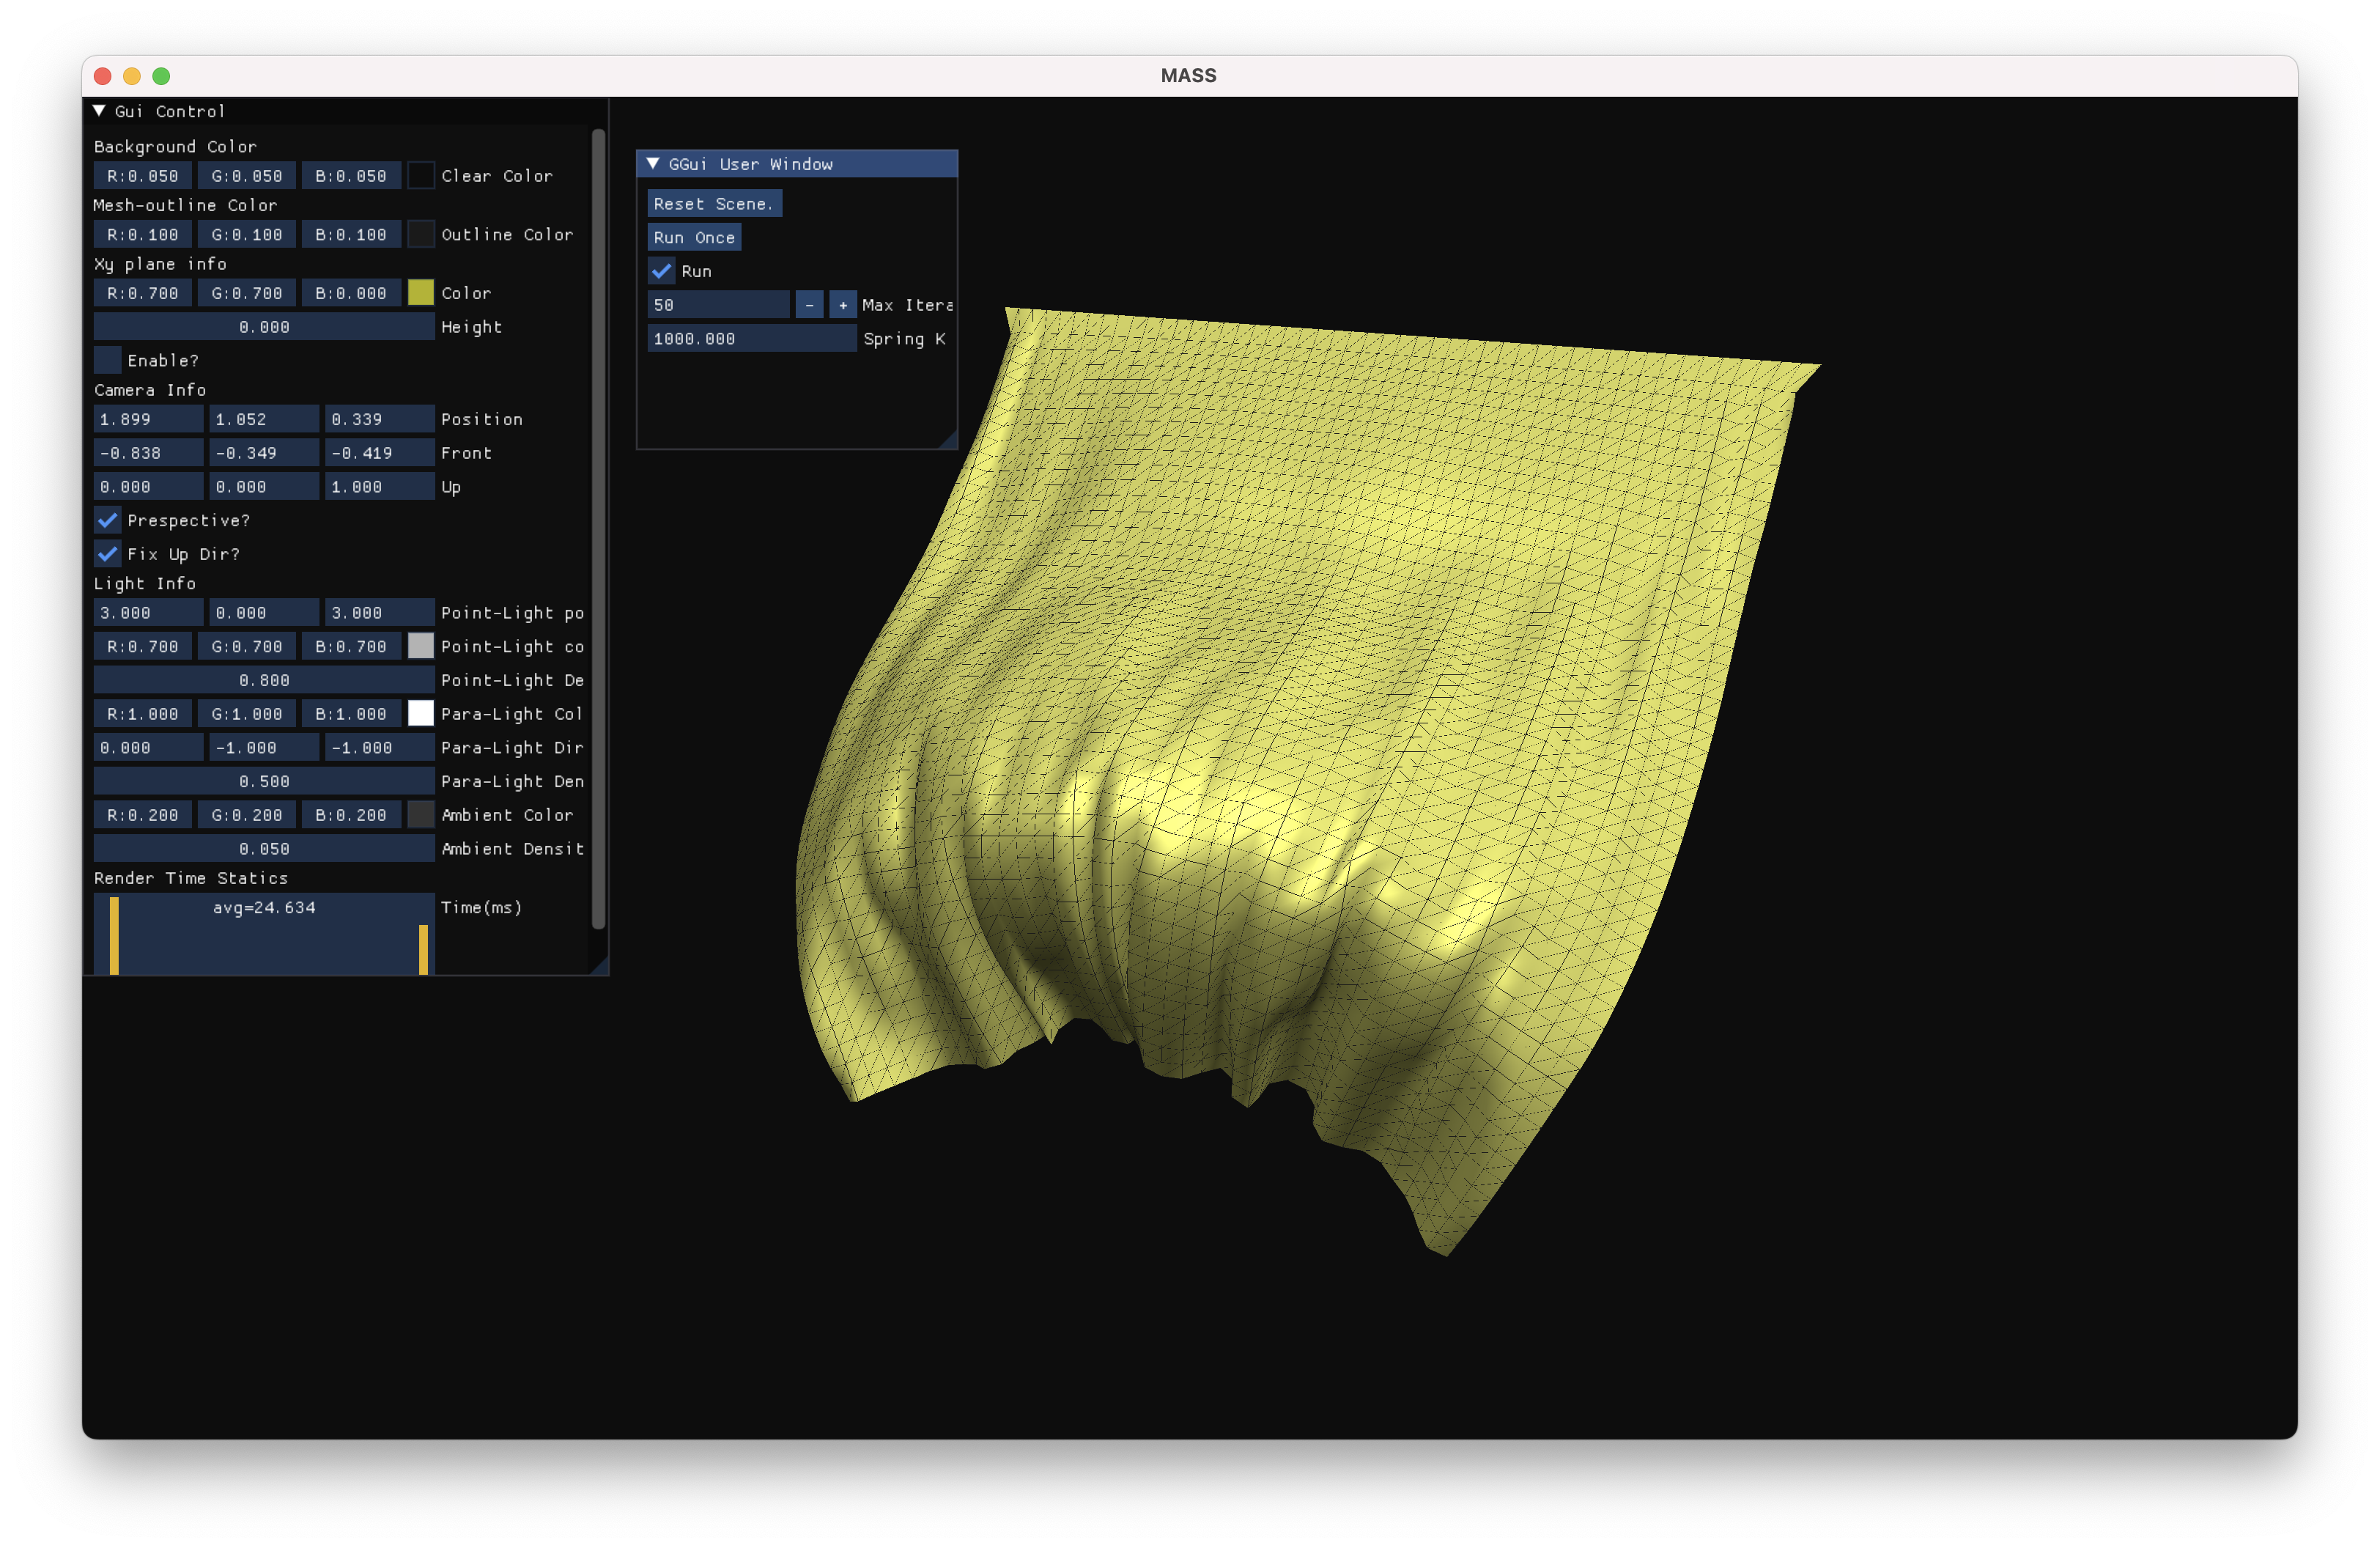 MASS
Gui Control
Background Color
R:0.050 G:0.050 B:0.050 Clear Color
Mesh-outline Color
R:0.100 G:0.100 B:0.100 Outline Color
Xy plane info
R:0.700 G:0.700 B:0.000 Color
0.000 Height
Enable?
Camera Info
1.899 1.052 0.339 Position
-0.838 -0.349 -0.419 Front
0.000 0.000 1.000 Up
Prespective?
Fix Up Dir?
Light Info
3.000 0.000 3.000 Point-Light po
R:0.700 G:0.700 B:0.700 Point-Light co
0.800 Point-Light De
R:1.000 G:1.000 B:1.000 Para-Light Col
0.000 -1.000 -1.000 Para-Light Dir
0.500 Para-Light Den
R:0.200 G:0.200 B:0.200 Ambient Color
0.050 Ambient Densit
Render Time Statics
avg=24.634 Time(ms)
GGui User Window
Reset Scene.
Run Once
Run
50 - + Max Itera
1000.000 Spring K